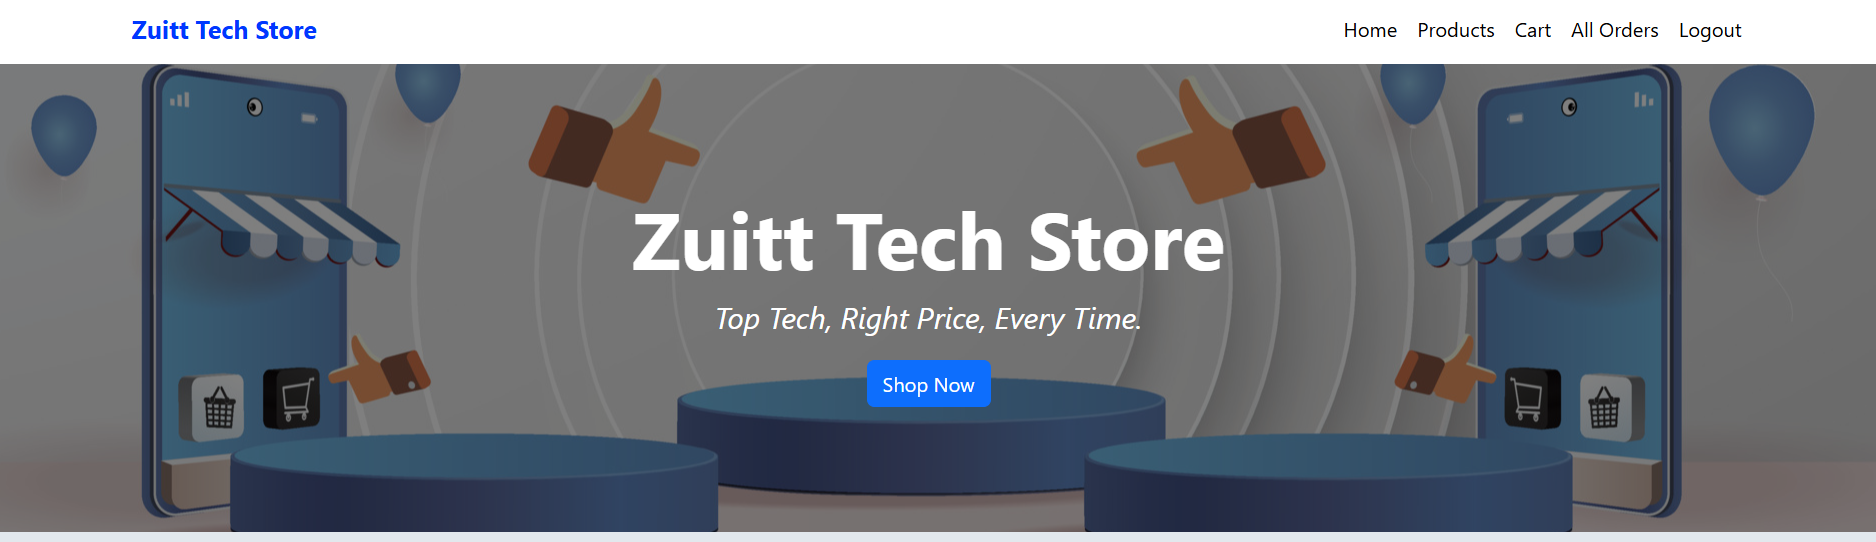 Zuitt Tech Store
Home Products Cart All Orders Logout
Zuitt Tech Store
Top Tech, Right Price, Every Time.
Shop Now